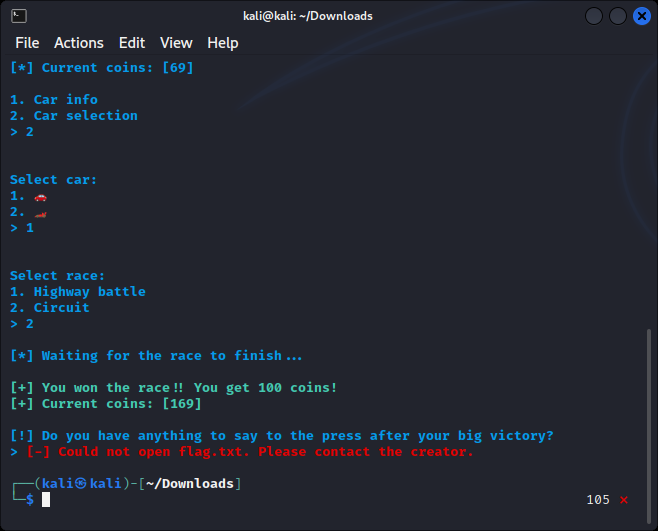 kali@kali: ~/Downloads
File Actions Edit View Help
[*] Current coins: [69]
1. Car info
2. Car selection
> 2
Select car:
1. 🚗
2. 🏎️
> 1
Select race:
1. Highway battle
2. Circuit
> 2
[*] Waiting for the race to finish...
[+] You won the race!! You get 100 coins!
[+] Current coins: [169]
[!] Do you have anything to say to the press after your big victory?
> [-] Could not open flag.txt. Please contact the creator.
┌──(kali㉿kali)-[~/Downloads]
└─$ 105 ⨯